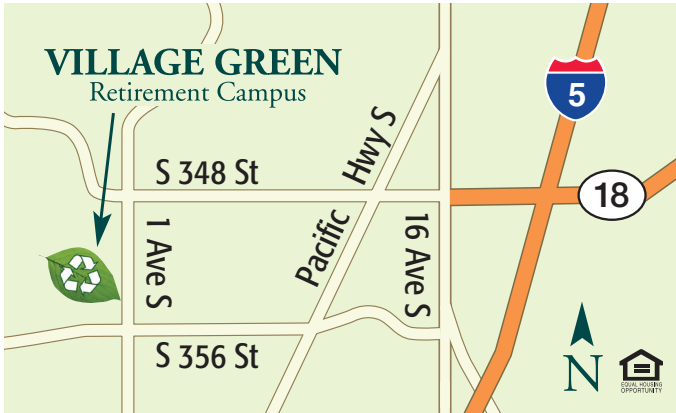 VILLAGE GREEN
Retirement Campus
5
Hwy S
S 348 St
18
Pacific
1 Ave S
16 Ave S
S 356 St
N
EQUAL HOUSING
OPPORTUNITY